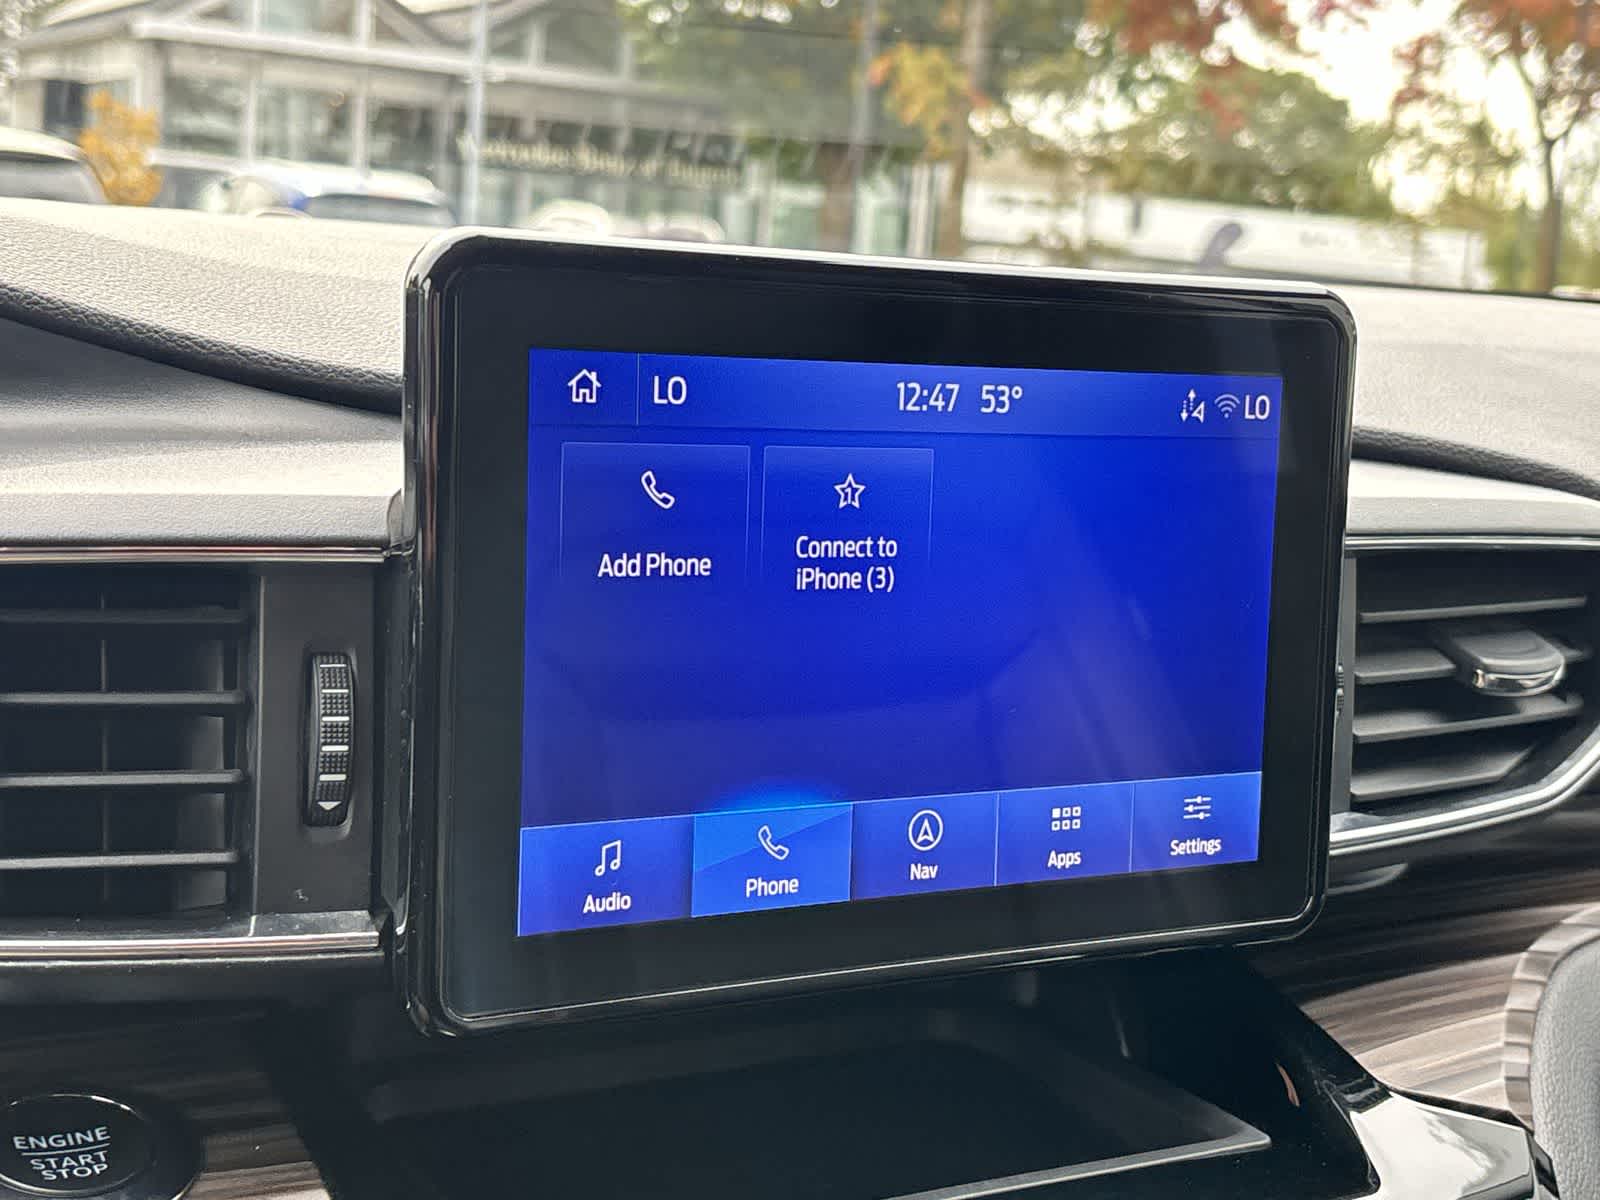 LO
12:47 53°
LO
Add Phone
1
Connect to
iPhone (3)
Audio
Phone
Nav
Apps
Settings
ENGINE
START
STOP